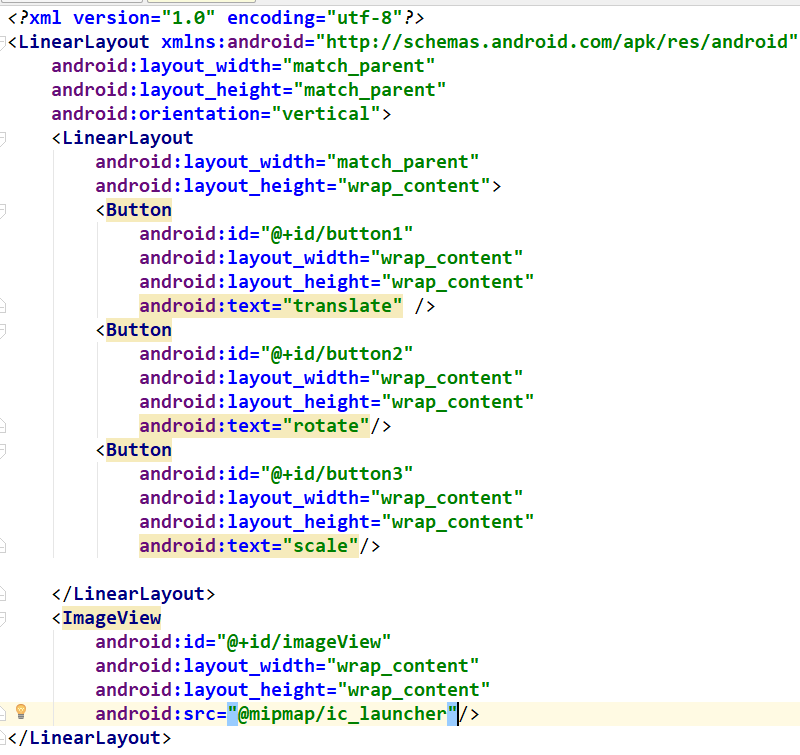 <?xml version="1.0" encoding="utf-8"?>
<LinearLayout xmlns:android="http://schemas.android.com/apk/res/android"
    android:layout_width="match_parent"
    android:layout_height="match_parent"
    android:orientation="vertical">
    <LinearLayout
        android:layout_width="match_parent"
        android:layout_height="wrap_content">
        <Button
            android:id="@+id/button1"
            android:layout_width="wrap_content"
            android:layout_height="wrap_content"
            android:text="translate" />
        <Button
            android:id="@+id/button2"
            android:layout_width="wrap_content"
            android:layout_height="wrap_content"
            android:text="rotate"/>
        <Button
            android:id="@+id/button3"
            android:layout_width="wrap_content"
            android:layout_height="wrap_content"
            android:text="scale"/>

    </LinearLayout>
    <ImageView
        android:id="@+id/imageView"
        android:layout_width="wrap_content"
        android:layout_height="wrap_content"
        android:src="@mipmap/ic_launcher"/>
</LinearLayout>